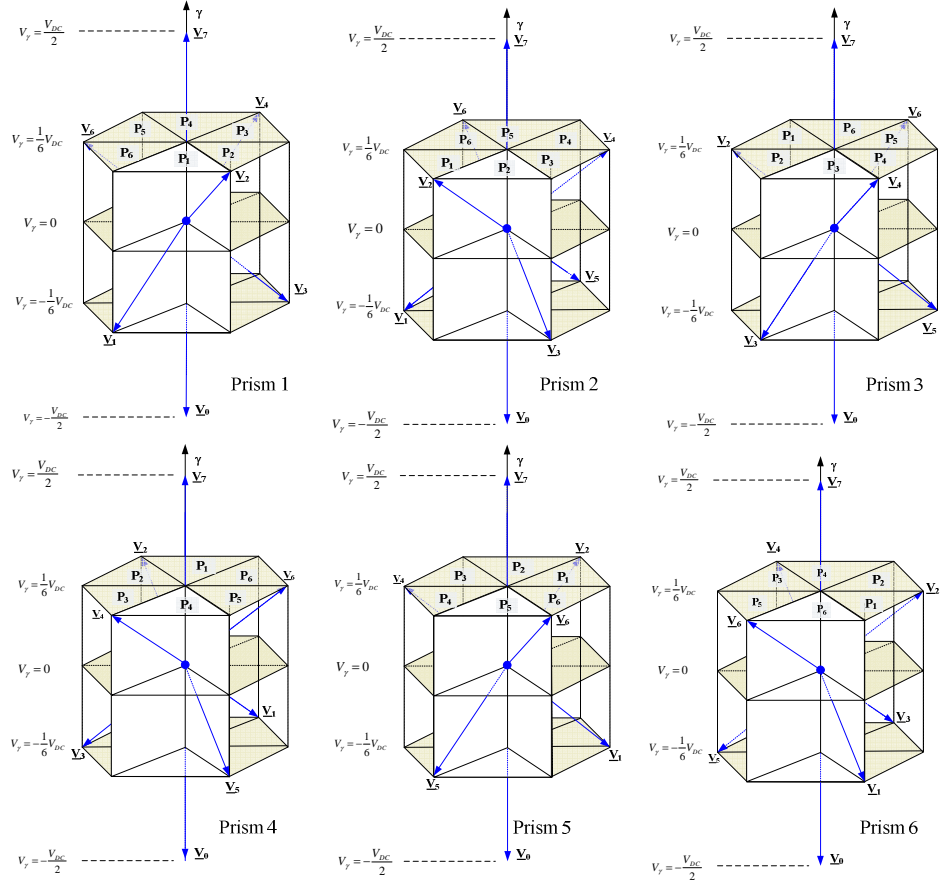 γ
V_γ = V_DC/2
V_7
V_4
P_4
P_5
P_3
V_6
V_γ = 1/6 V_DC
P_6
P_1
P_2
V_2
V_γ = 0
V_γ = -1/6 V_DC
V_3
V_1
Prism 1
V_γ = -V_DC/2
V_0
γ
V_γ = V_DC/2
V_7
V_6
P_5
P_6
P_4
V_4
V_γ = 1/6 V_DC
P_1
P_2
P_3
V_2
V_γ = 0
V_5
V_γ = -1/6 V_DC
V_1
V_3
Prism 2
V_γ = -V_DC/2
V_0
γ
V_γ = V_DC/2
V_7
V_6
P_6
P_1
P_5
V_2
V_γ = 1/6 V_DC
P_2
P_3
P_4
V_4
V_γ = 0
V_γ = -1/6 V_DC
V_5
V_3
Prism 3
V_γ = -V_DC/2
V_0
γ
V_γ = V_DC/2
V_7
V_2
P_1
P_2
P_6
V_6
V_γ = 1/6 V_DC
P_3
P_4
P_5
V_4
V_γ = 0
V_1
V_γ = -1/6 V_DC
V_3
V_5
Prism 4
V_γ = -V_DC/2
V_0
γ
V_γ = V_DC/2
V_7
V_2
P_2
P_3
P_1
V_4
V_γ = 1/6 V_DC
P_4
P_5
P_6
V_6
V_γ = 0
V_γ = -1/6 V_DC
V_1
V_5
Prism 5
V_γ = -V_DC/2
V_0
γ
V_γ = V_DC/2
V_7
V_4
P_4
P_3
P_2
V_2
V_γ = 1/6 V_DC
P_5
P_6
P_1
V_6
V_γ = 0
V_3
V_γ = -1/6 V_DC
V_5
V_1
Prism 6
V_γ = -V_DC/2
V_0